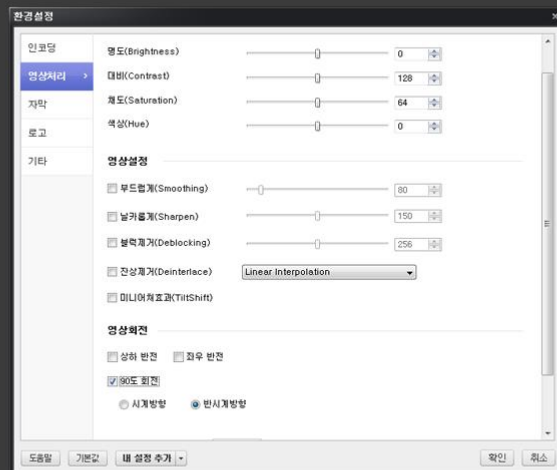 환경설정
인코딩
영상처리
자막
로고
기타
명도(Brightness) 0
대비(Contrast) 128
채도(Saturation) 64
색상(Hue) 0
영상설정
부드럽게(Smoothing) 80
날카롭게(Sharpen) 150
블럭제거(Deblocking) 256
잔상제거(Deinterlace) Linear Interpolation
미니어쳐효과(TiltShift)
영상회전
상하 반전 좌우 반전
90도 회전
시계방향 반시계방향
도움말 기본값 내 설정 추가 확인 취소